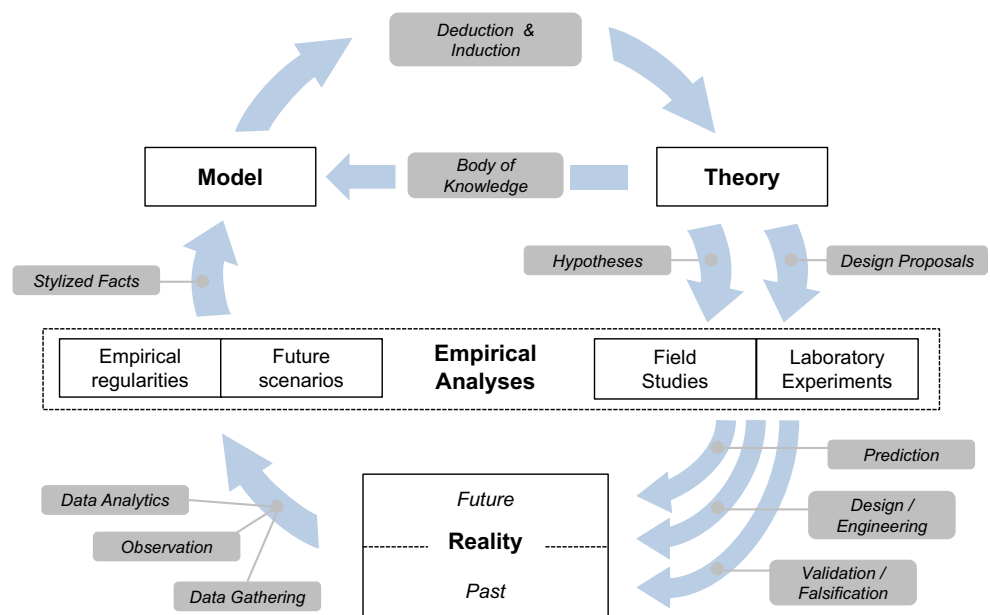 Deduction &
Induction
Model
Body of
Knowledge
Theory
Stylized Facts
Hypotheses
Design Proposals
Empirical
regularities
Future
scenarios
Empirical
Analyses
Field
Studies
Laboratory
Experiments
Data Analytics
Observation
Data Gathering
Future
Reality
Past
Prediction
Design /
Engineering
Validation /
Falsification